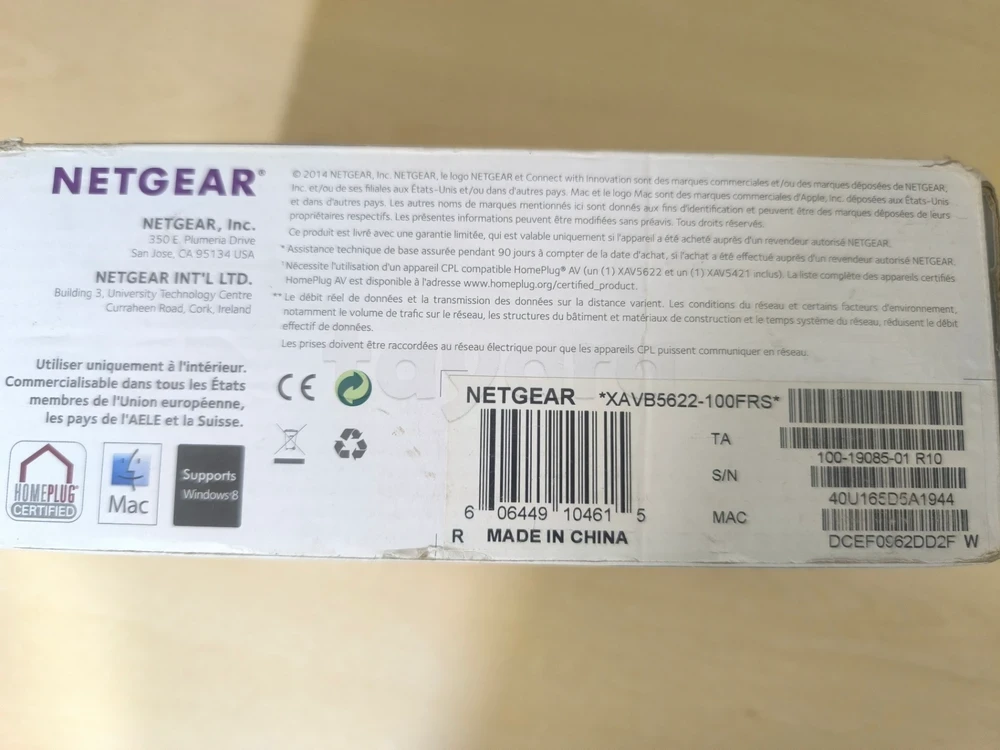 NETGEAR®
NETGEAR, Inc.
350 E. Plumeria Drive
San Jose, CA 95134 USA
NETGEAR INT'L LTD.
Building 3, University Technology Centre
Curraheen Road, Cork, Ireland
Utiliser uniquement à l'intérieur.
Commercialisable dans tous les États
membres de l'Union européenne,
les pays de l'AELE et la Suisse.
HOMEPLUG®
CERTIFIED
Mac
Supports
Windows 8
© 2014 NETGEAR, Inc. NETGEAR, le logo NETGEAR et Connect with Innovation sont des marques commerciales et/ou des marques déposées de NETGEAR,
Inc. et/ou de ses filiales aux États-Unis et/ou dans d'autres pays. Mac et le logo Mac sont des marques commerciales d'Apple, Inc. déposées aux États-Unis
et dans d'autres pays. Les autres noms de marques mentionnés ici sont donnés aux fins d'identification et peuvent être des marques déposées de leurs
propriétaires respectifs. Les présentes informations peuvent être modifiées sans préavis. Tous droits réservés.
Ce produit est livré avec une garantie limitée, qui est valable uniquement si l'appareil a été acheté auprès d'un revendeur autorisé NETGEAR.
* Assistance technique de base assurée pendant 90 jours à compter de la date d'achat, si l'achat a été effectué auprès d'un revendeur autorisé NETGEAR.
Nécessite l'utilisation d'un appareil CPL compatible HomePlug® AV (un (1) XAV5622 et un (1) XAV5421 inclus). La liste complète des appareils certifiés
HomePlug AV est disponible à l'adresse www.homeplug.org/certified_product.
** Le débit réel de données et la transmission des données sur la distance varient. Les conditions du réseau et certains facteurs d'environnement,
notamment le volume de trafic sur le réseau, les structures du bâtiment et matériaux de construction et le temps système du réseau, réduisent le débit
effectif de données.
Les prises doivent être raccordées au réseau électrique pour que les appareils CPL puissent communiquer en réseau.
CE
NETGEAR *XAVB5622-100FRS*
6 06449 10461 5
R MADE IN CHINA
TA
100-19085-01 R10
S/N
40U165D5A1944
MAC
DCEF0962DD2F W